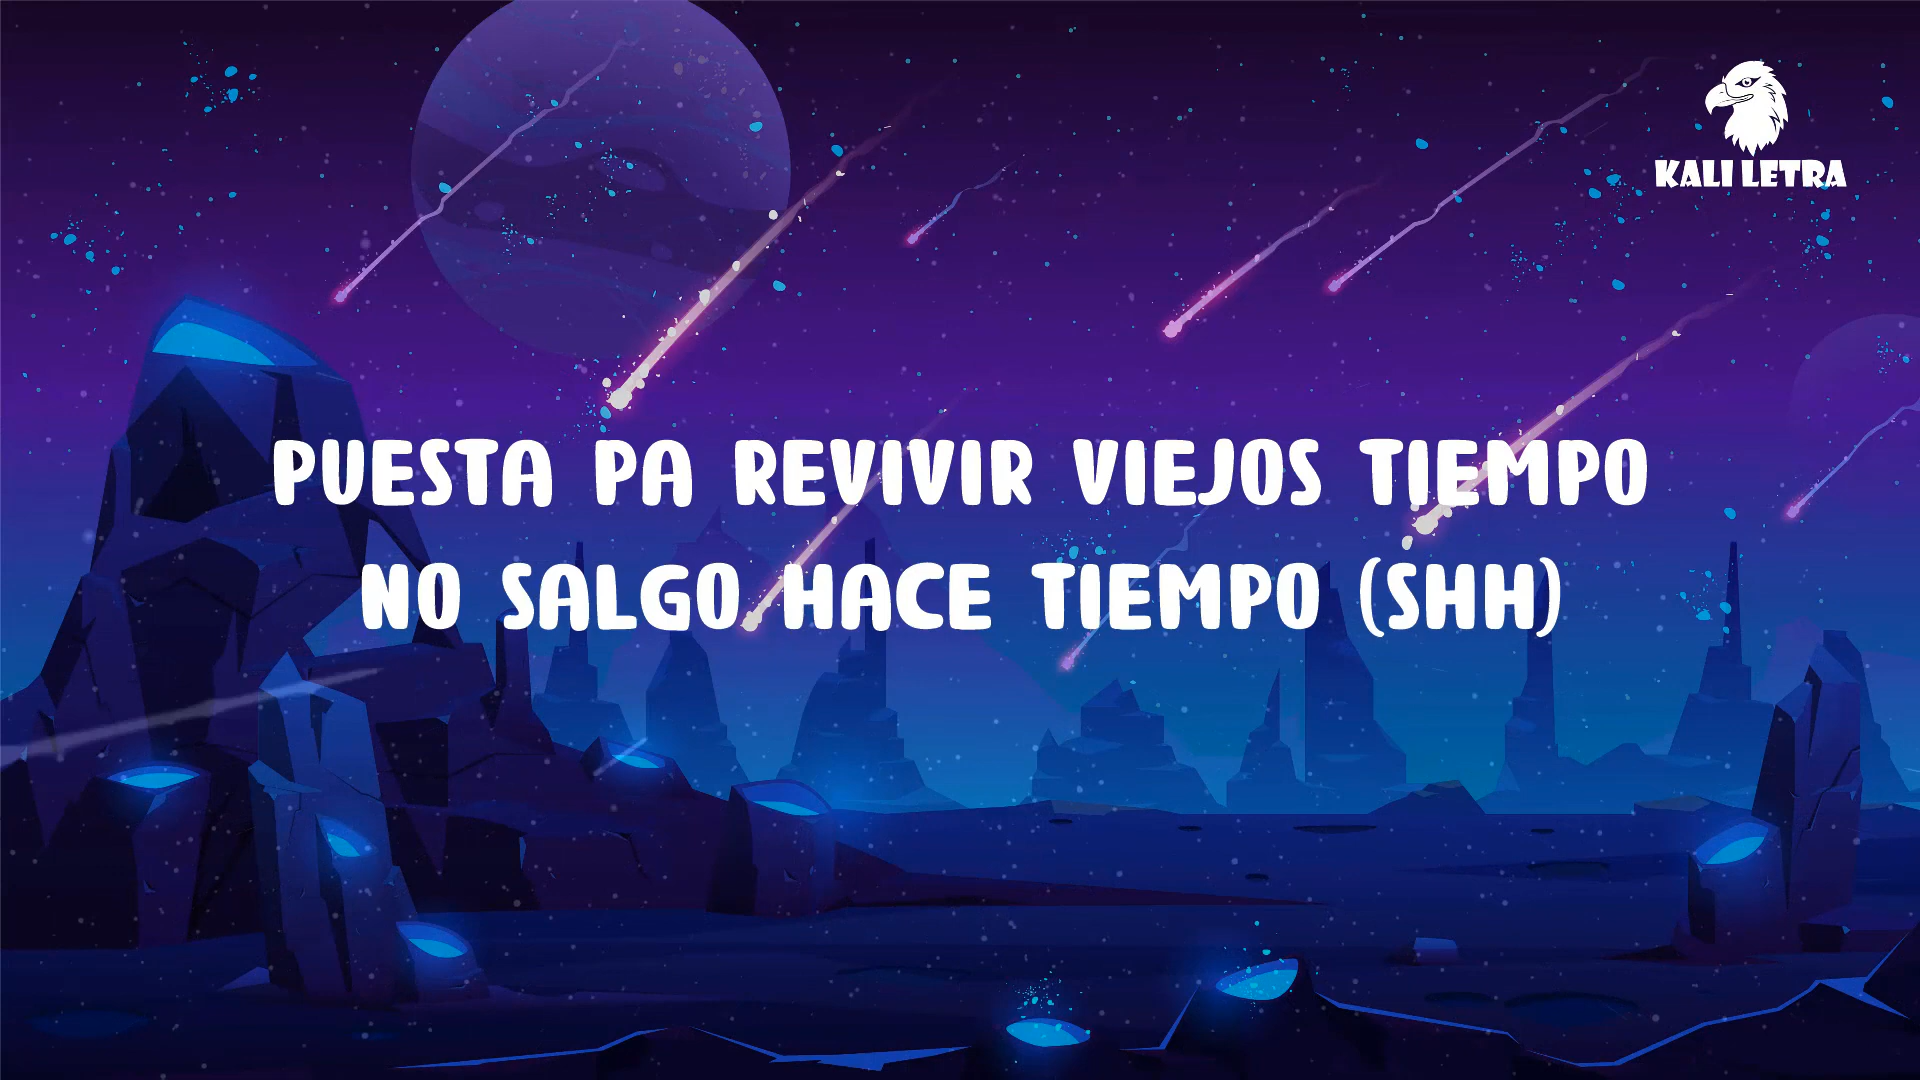 KALI LETRA
PUESTA PA REVIVIR VIEJOS TIEMPO
NO SALGO HACE TIEMPO (SHH)